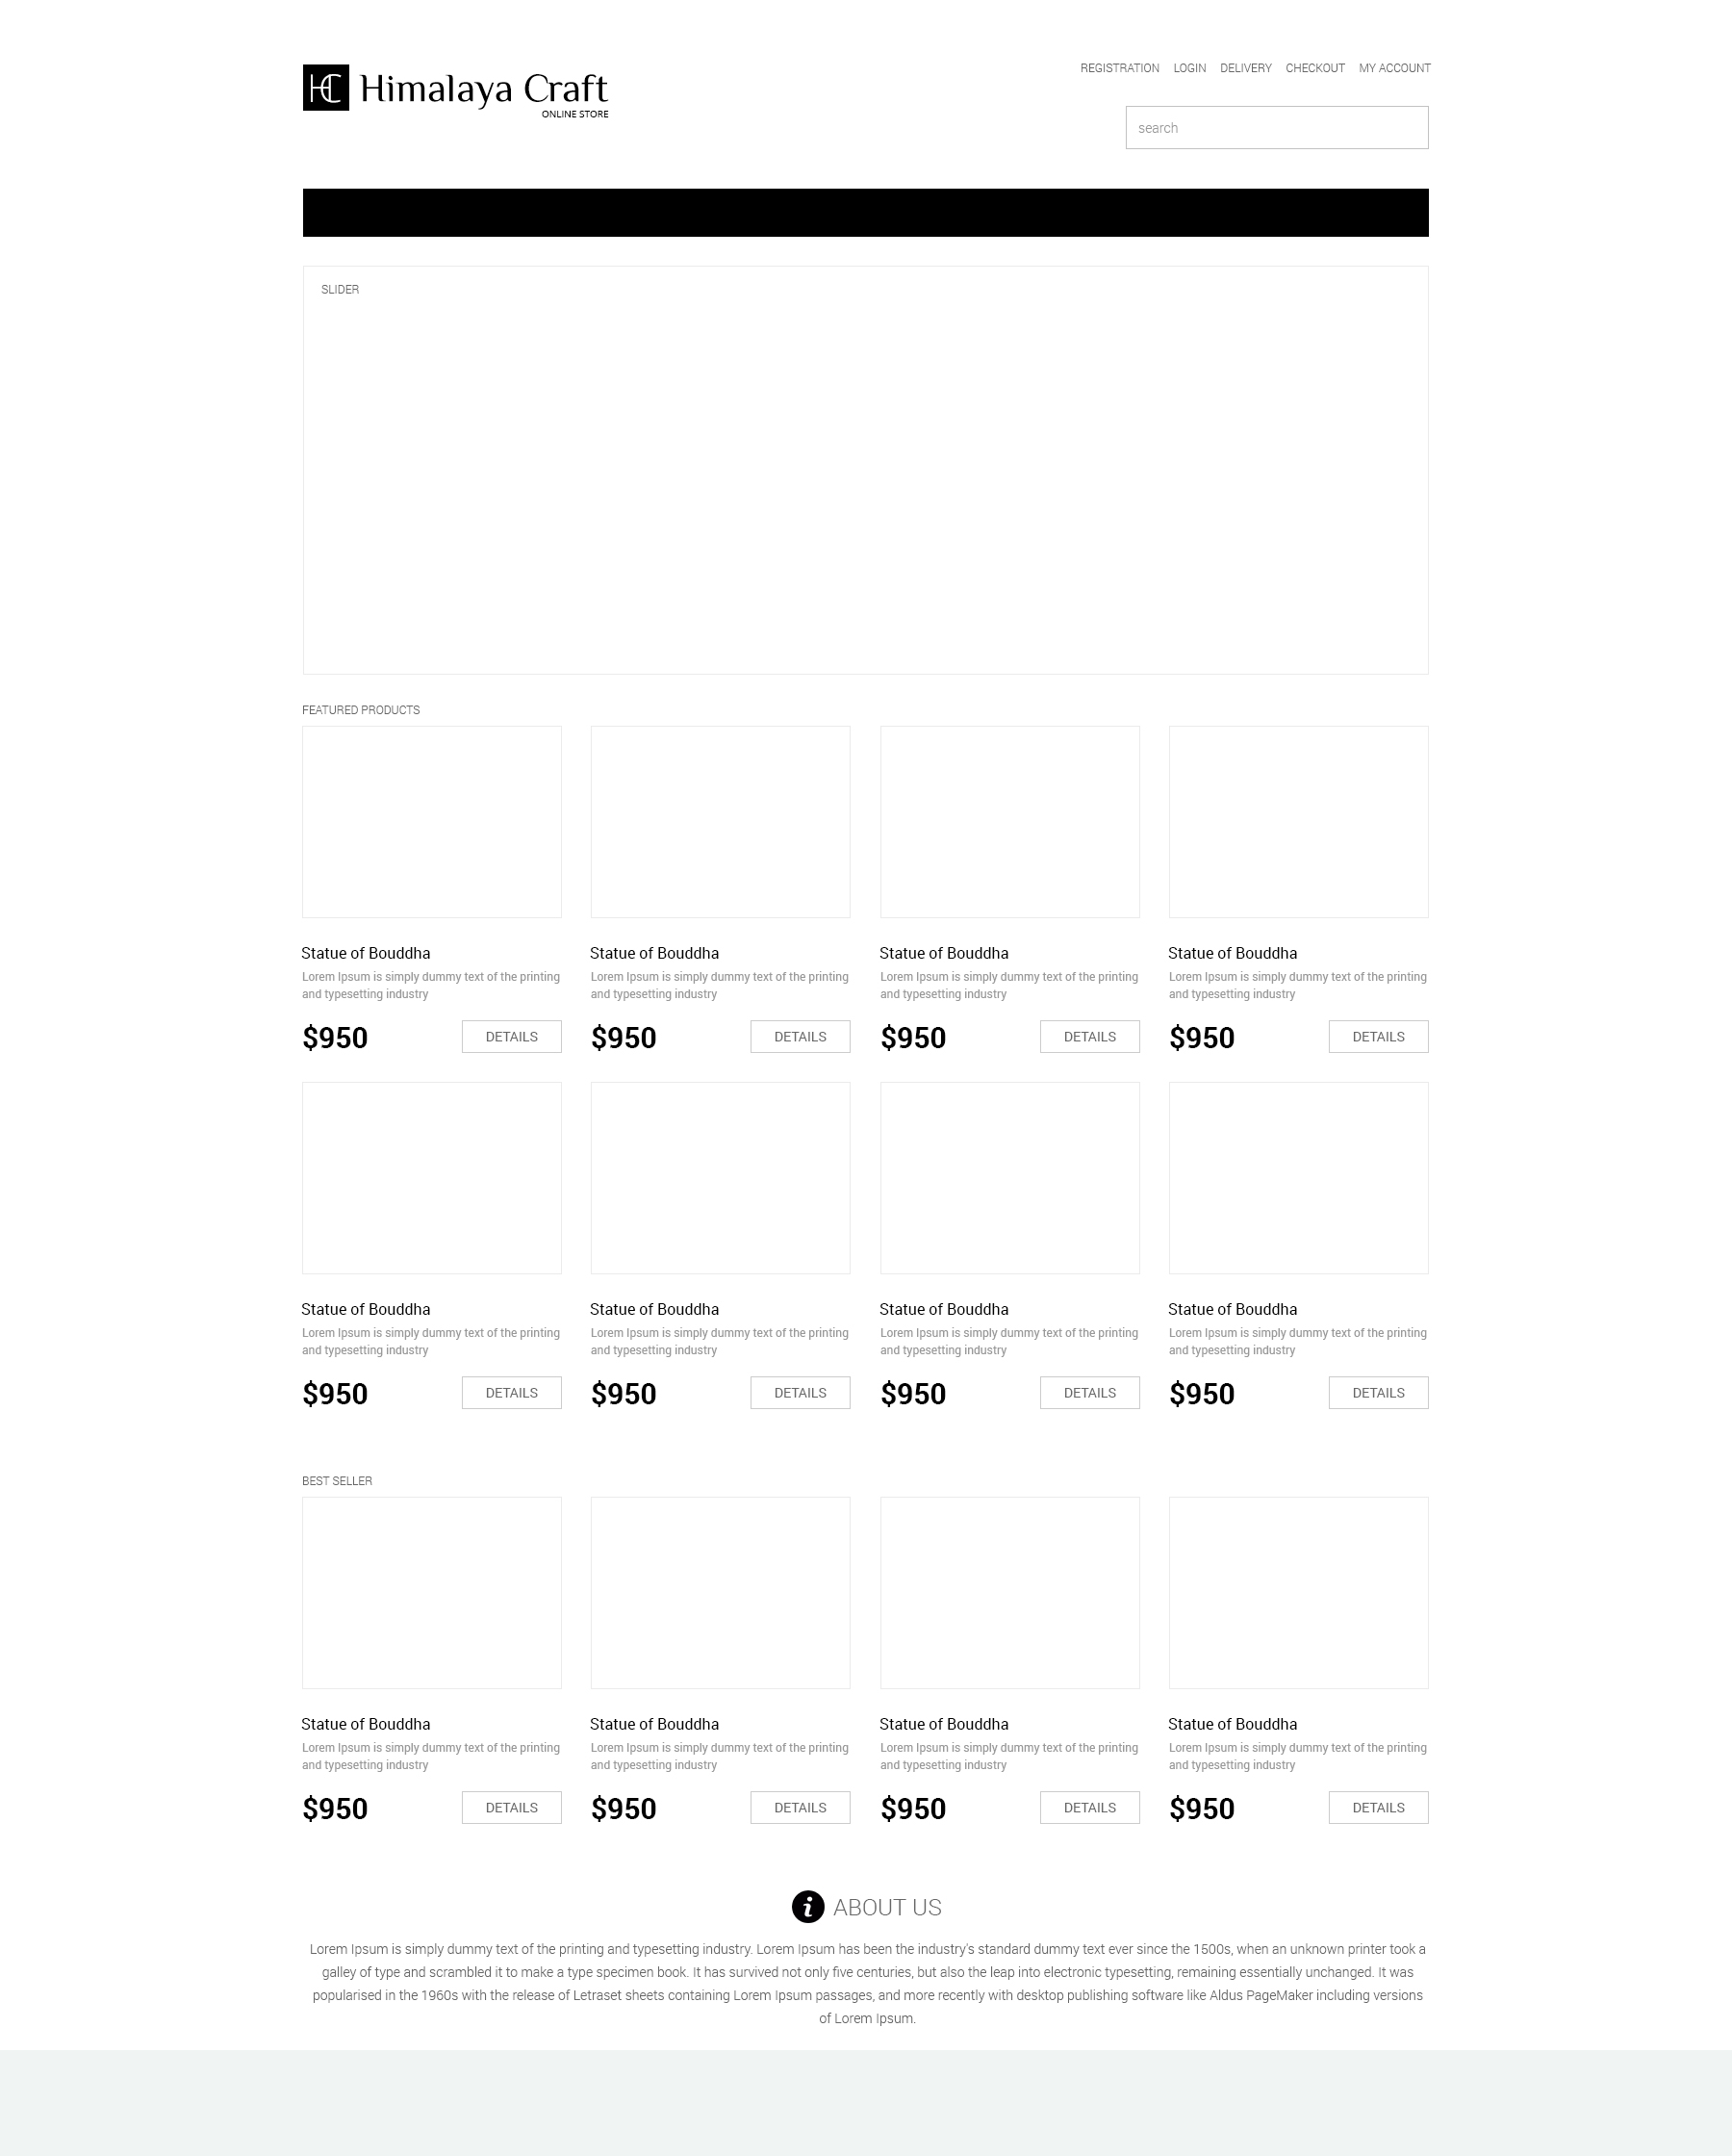 HC Himalaya Craft
ONLINE STORE
REGISTRATION LOGIN DELIVERY CHECKOUT MY ACCOUNT
search
SLIDER
FEATURED PRODUCTS
Statue of Bouddha Statue of Bouddha Statue of Bouddha Statue of Bouddha
Lorem Ipsum is simply dummy text of the printing Lorem Ipsum is simply dummy text of the printing Lorem Ipsum is simply dummy text of the printing Lorem Ipsum is simply dummy text of the printing
and typesetting industry and typesetting industry and typesetting industry and typesetting industry
$950 DETAILS $950 DETAILS $950 DETAILS $950 DETAILS
Statue of Bouddha Statue of Bouddha Statue of Bouddha Statue of Bouddha
Lorem Ipsum is simply dummy text of the printing Lorem Ipsum is simply dummy text of the printing Lorem Ipsum is simply dummy text of the printing Lorem Ipsum is simply dummy text of the printing
and typesetting industry and typesetting industry and typesetting industry and typesetting industry
$950 DETAILS $950 DETAILS $950 DETAILS $950 DETAILS
BEST SELLER
Statue of Bouddha Statue of Bouddha Statue of Bouddha Statue of Bouddha
Lorem Ipsum is simply dummy text of the printing Lorem Ipsum is simply dummy text of the printing Lorem Ipsum is simply dummy text of the printing Lorem Ipsum is simply dummy text of the printing
and typesetting industry and typesetting industry and typesetting industry and typesetting industry
$950 DETAILS $950 DETAILS $950 DETAILS $950 DETAILS
i ABOUT US
Lorem Ipsum is simply dummy text of the printing and typesetting industry. Lorem Ipsum has been the industry's standard dummy text ever since the 1500s, when an unknown printer took a
galley of type and scrambled it to make a type specimen book. It has survived not only five centuries, but also the leap into electronic typesetting, remaining essentially unchanged. It was
popularised in the 1960s with the release of Letraset sheets containing Lorem Ipsum passages, and more recently with desktop publishing software like Aldus PageMaker including versions
of Lorem Ipsum.